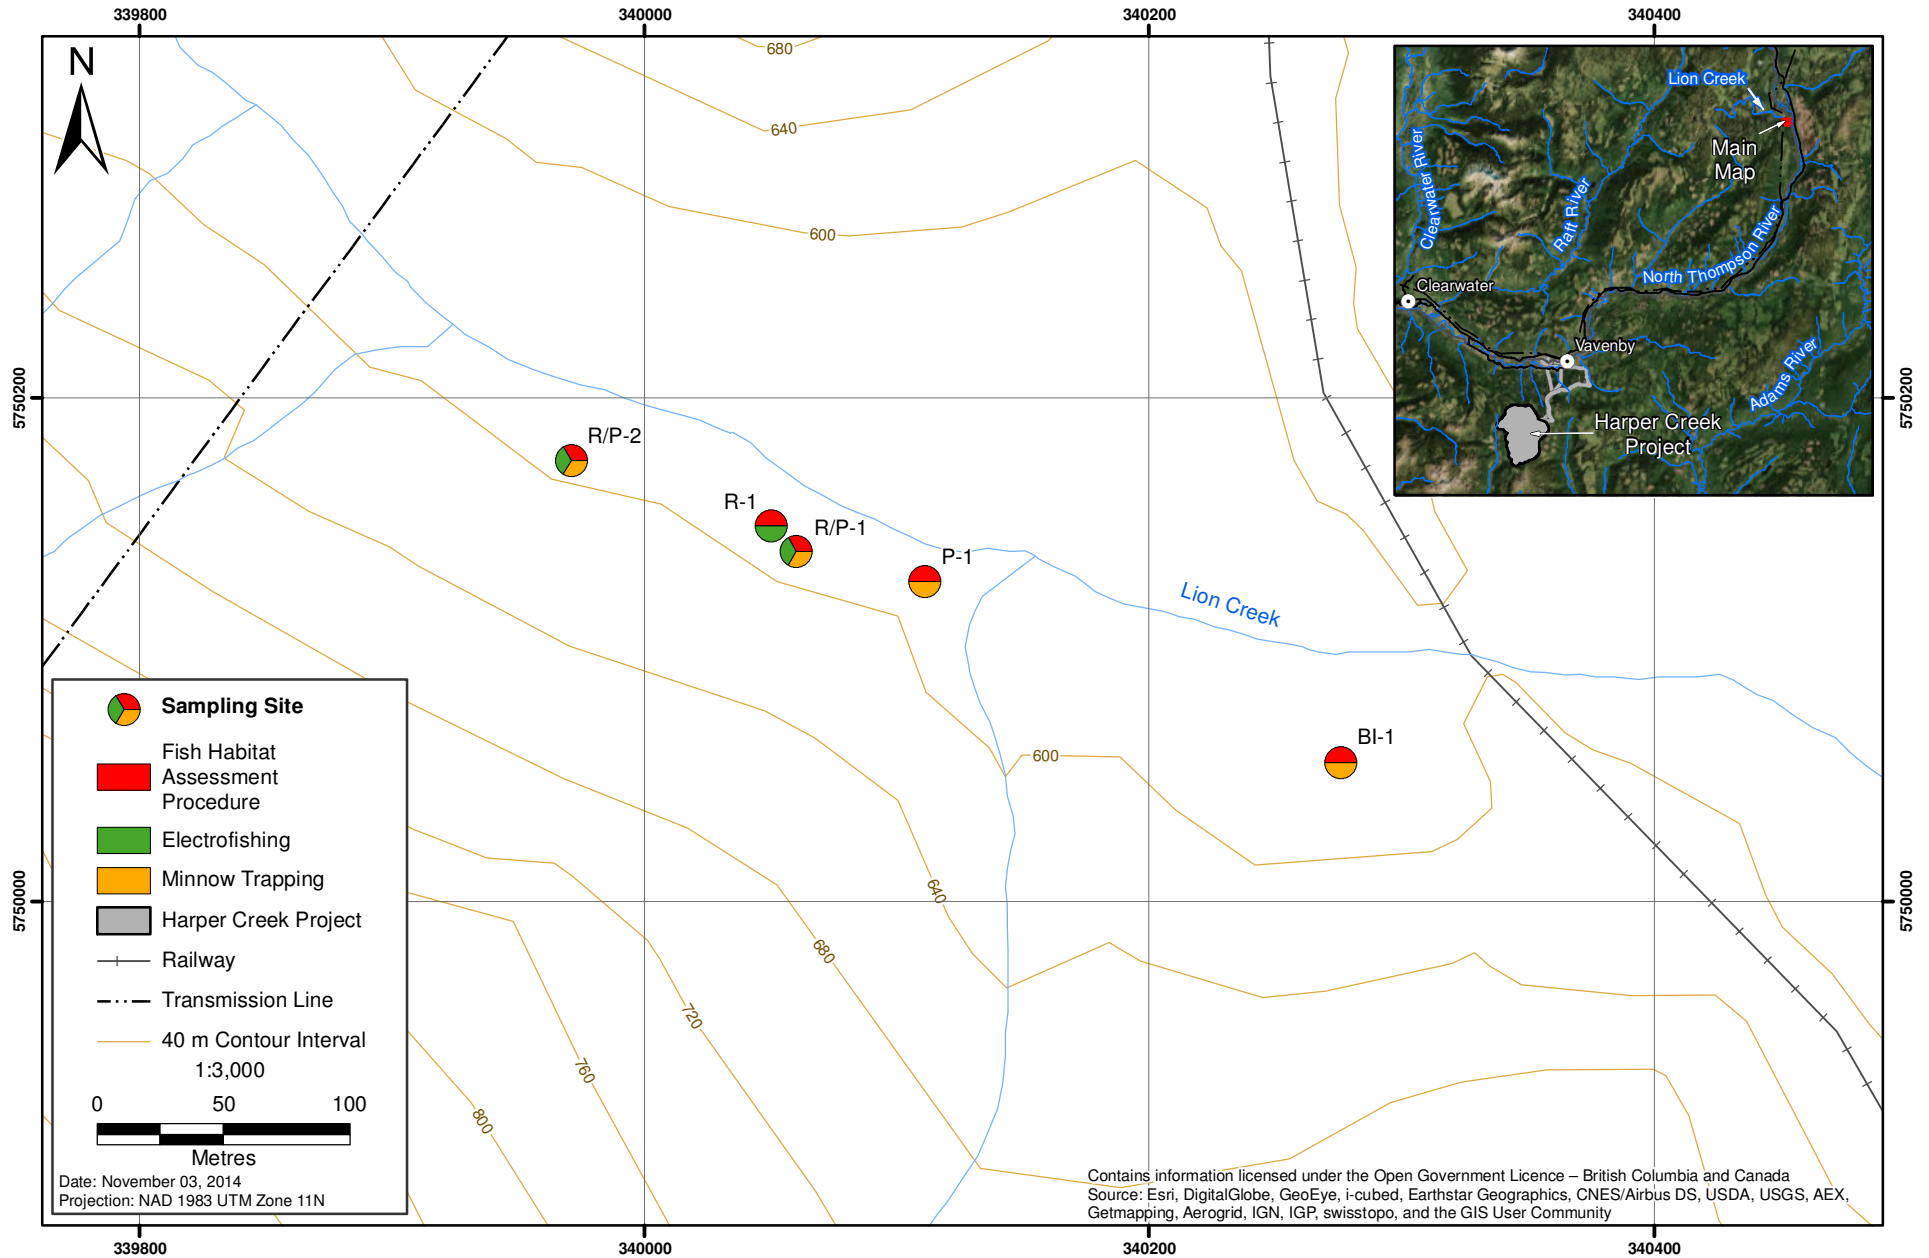 339800
340000
340200
340400
N
680
640
600
Lion Creek
Main
Map
Clearwater River
Raft River
North Thompson River
Clearwater
Vavenby
Adams River
Harper Creek
Project
5750200
5750200
R/P-2
R-1
R/P-1
P-1
Lion Creek
BI-1
600
640
680
720
760
800
5750000
5750000
Sampling Site
Fish Habitat
Assessment
Procedure
Electrofishing
Minnow Trapping
Harper Creek Project
Railway
Transmission Line
40 m Contour Interval
1:3,000
0 50 100
Metres
Date: November 03, 2014
Projection: NAD 1983 UTM Zone 11N
Contains information licensed under the Open Government Licence – British Columbia and Canada
Source: Esri, DigitalGlobe, GeoEye, i-cubed, Earthstar Geographics, CNES/Airbus DS, USDA, USGS, AEX,
Getmapping, Aerogrid, IGN, IGP, swisstopo, and the GIS User Community
339800
340000
340200
340400